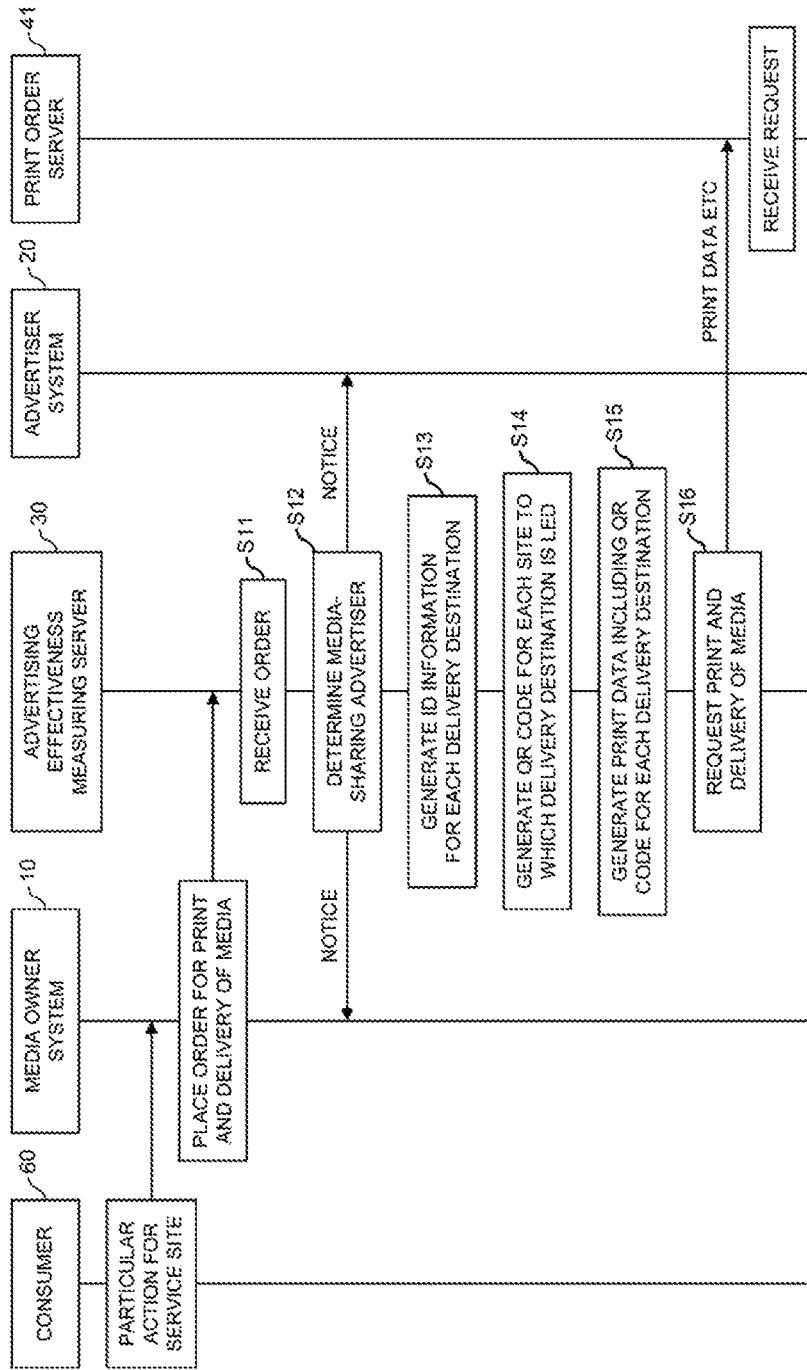 CONSUMER
60
MEDIA OWNER
SYSTEM
10
ADVERTISING
EFFECTIVENESS
MEASURING SERVER
30
ADVERTISER
SYSTEM
20
PRINT ORDER
SERVER
41
PARTICULAR
ACTION FOR
SERVICE SITE
PLACE ORDER FOR PRINT
AND DELIVERY OF MEDIA
S11
RECEIVE ORDER
S12
DETERMINE MEDIA-
SHARING ADVERTISER
NOTICE
NOTICE
S13
GENERATE ID INFORMATION
FOR EACH DELIVERY DESTINATION
S14
GENERATE QR CODE FOR EACH SITE TO
WHICH DELIVERY DESTINATION IS LED
S15
GENERATE PRINT DATA INCLUDING QR
CODE FOR EACH DELIVERY DESTINATION
S16
REQUEST PRINT AND
DELIVERY OF MEDIA
PRINT DATA ETC
RECEIVE REQUEST